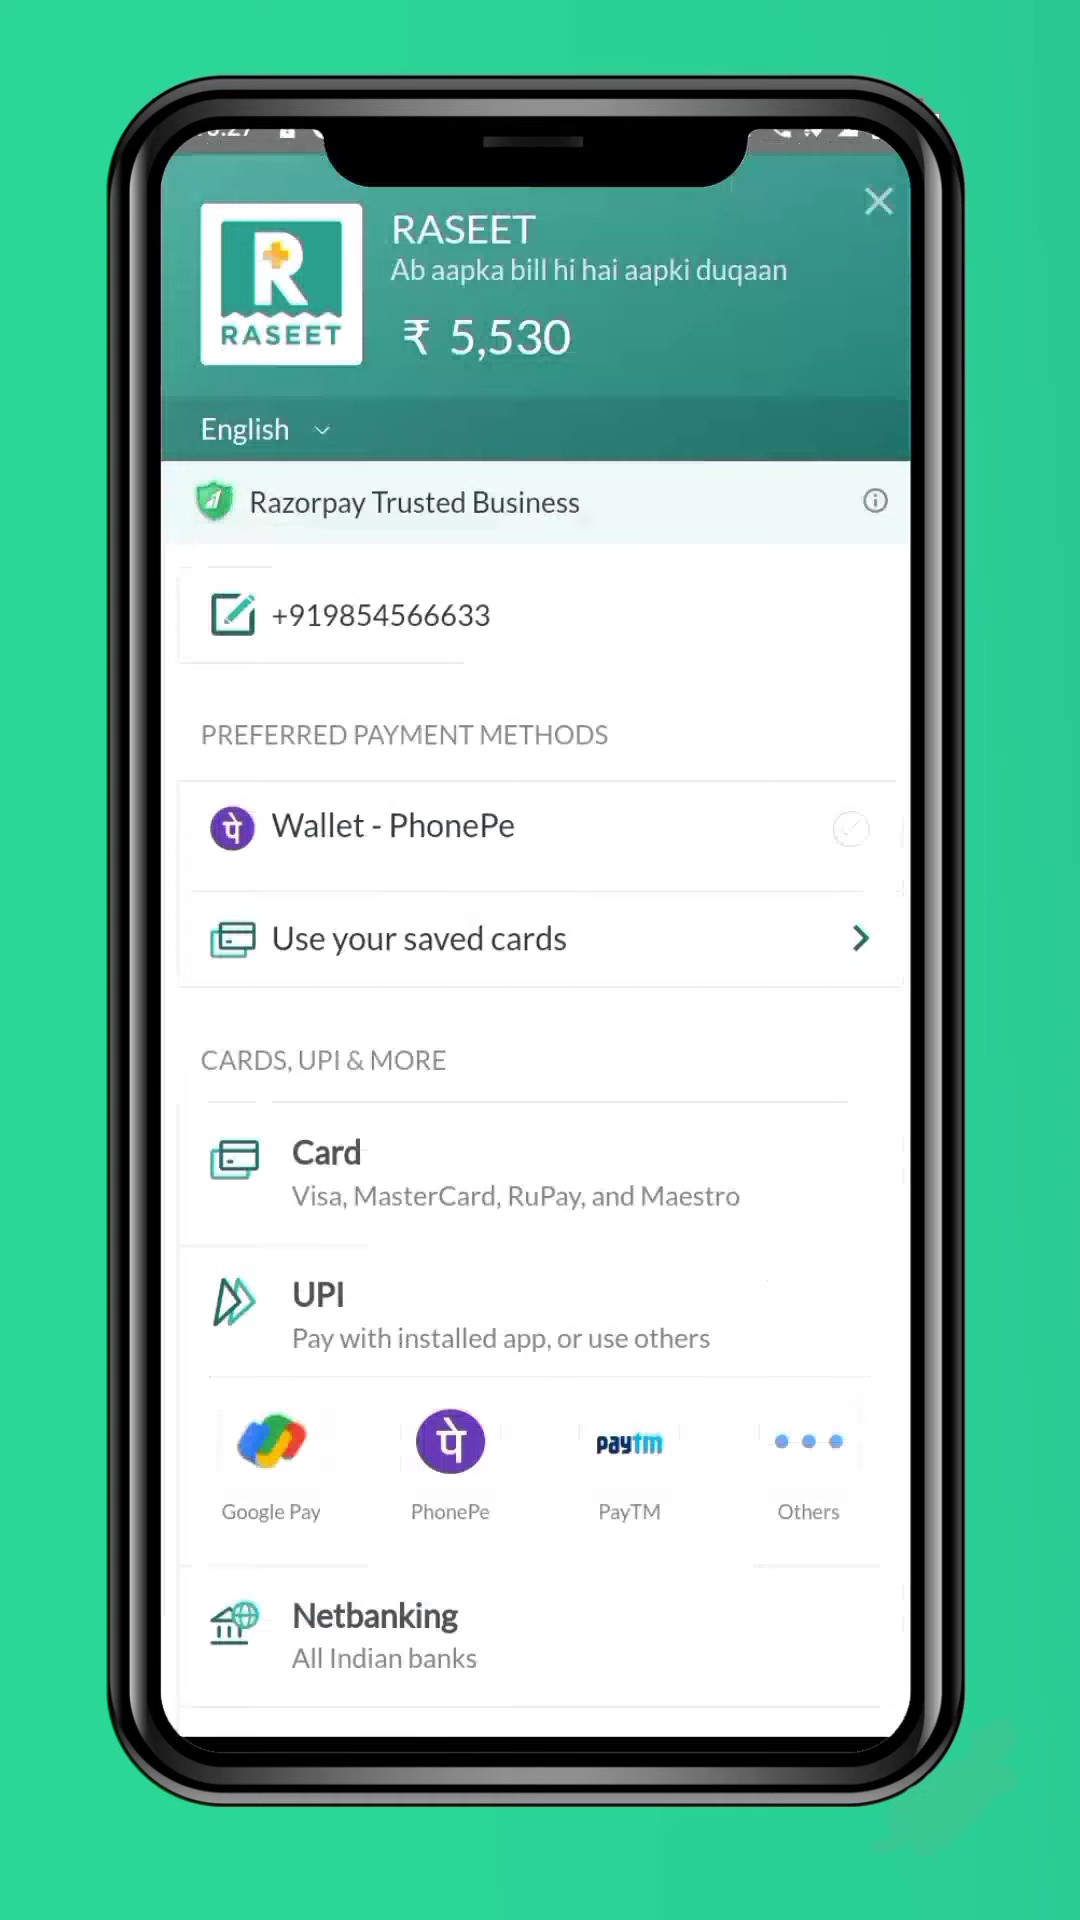 RASEET
Ab aapka bill hi hai aapki duqaan
₹ 5,530
R
RASEET
English
Razorpay Trusted Business
+919854566633
PREFERRED PAYMENT METHODS
पे
Wallet - PhonePe
Use your saved cards
CARDS, UPI & MORE
Card
Visa, MasterCard, RuPay, and Maestro
UPI
Pay with installed app, or use others
पे
paytm
Google Pay
PhonePe
PayTM
Others
Netbanking
All Indian banks